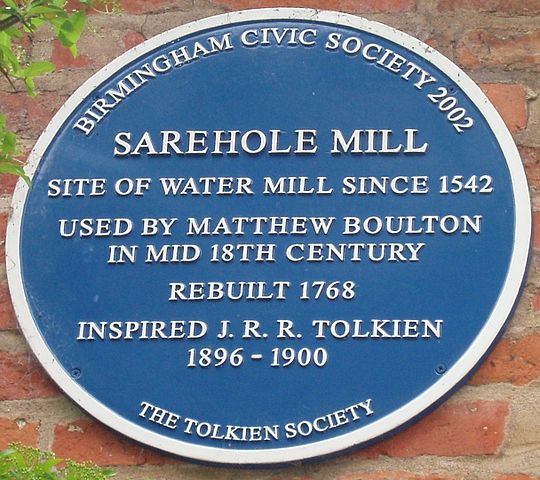 BIRMINGHAM CIVIC SOCIETY 2002
SAREHOLE MILL
SITE OF WATER MILL SINCE 1542
USED BY MATTHEW BOULTON
IN MID 18TH CENTURY
REBUILT 1768
INSPIRED J. R. R. TOLKIEN
1896 - 1900
THE TOLKIEN SOCIETY